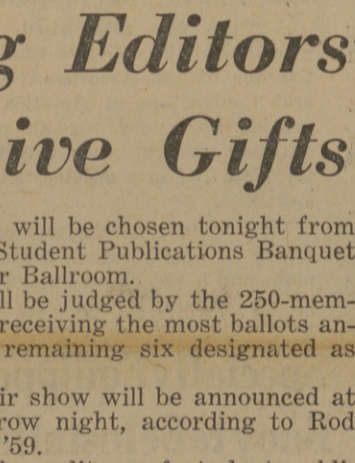 g Editors
ive Gifts
will be chosen tonight from
Student Publications Banquet
r Ballroom.
ll be judged by the 250-mem-
receiving the most ballots an-
remaining six designated as
ir show will be announced at
row night, according to Rod
'59.